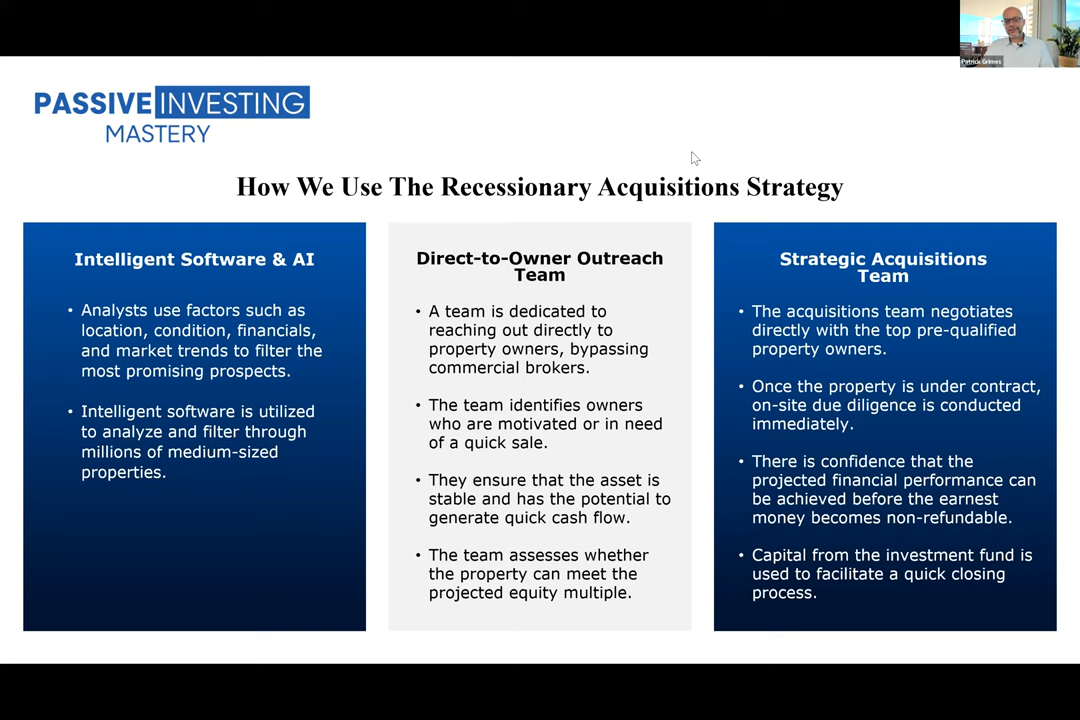 Patrick Grimes
PASSIVE INVESTING
MASTERY
How We Use The Recessionary Acquisitions Strategy
Intelligent Software & AI
• Analysts use factors such as
location, condition, financials,
and market trends to filter the
most promising prospects.
• Intelligent software is utilized
to analyze and filter through
millions of medium-sized
properties.
Direct-to-Owner Outreach
Team
• A team is dedicated to
reaching out directly to
property owners, bypassing
commercial brokers.
• The team identifies owners
who are motivated or in need
of a quick sale.
• They ensure that the asset is
stable and has the potential to
generate quick cash flow.
• The team assesses whether
the property can meet the
projected equity multiple.
Strategic Acquisitions
Team
• The acquisitions team negotiates
directly with the top pre-qualified
property owners.
• Once the property is under contract,
on-site due diligence is conducted
immediately.
• There is confidence that the
projected financial performance can
be achieved before the earnest
money becomes non-refundable.
• Capital from the investment fund is
used to facilitate a quick closing
process.